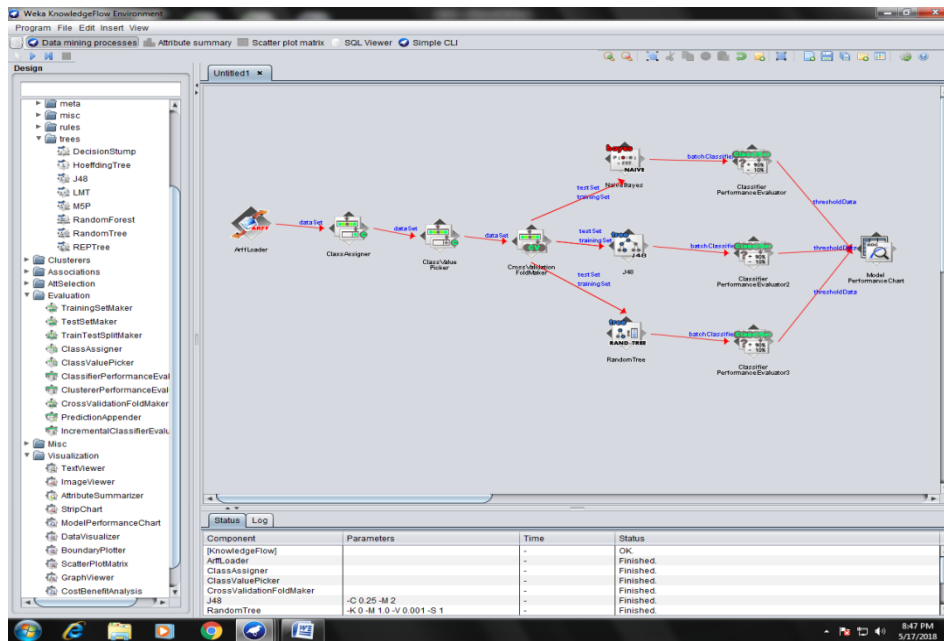 Weka KnowledgeFlow Environment
Program File Edit Insert View
Data mining processes Attribute summary Scatter plot matrix SQL Viewer Simple CLI
Design
Untitled1
meta
misc
rules
trees
DecisionStump
HoeffdingTree
J48
LMT
M5P
RandomForest
RandomTree
REPTree
Clusterers
Associations
AttSelection
Evaluation
TrainingSetMaker
TestSetMaker
TrainTestSplitMaker
ClassAssigner
ClassValuePicker
ClassifierPerformanceEval
ClustererPerformanceEval
CrossValidationFoldMaker
PredictionAppender
IncrementalClassifierEvalu
Misc
Visualization
TextViewer
ImageViewer
AttributeSummarizer
StripChart
ModelPerformanceChart
DataVisualizer
BoundaryPlotter
ScatterPlotMatrix
GraphViewer
CostBenefitAnalysis
ARFF
ArffLoader
dataSet
ClassAssigner
dataSet
ClassValue
Picker
dataSet
CrossValidation
FoldMaker
testSet
trainingSet
testSet
trainingSet
testSet
trainingSet
bayes
NAIVE
NaiveBayes
J48
J48
RAND-TREE
RandomTree
batchClassifier
batchClassifier
batchClassifier
Classifier
PerformanceEvaluator
Classifier
PerformanceEvaluator2
Classifier
PerformanceEvaluator3
thresholdData
thresholdData
thresholdData
Model
PerformanceChart
Status Log
Component Parameters Time Status
[KnowledgeFlow] - OK.
ArffLoader - Finished.
ClassAssigner - Finished.
ClassValuePicker - Finished.
CrossValidationFoldMaker - Finished.
J48 -C 0.25 -M 2 - Finished.
RandomTree -K 0 -M 1.0 -V 0.001 -S 1 - Finished.
8:47 PM
5/17/2018